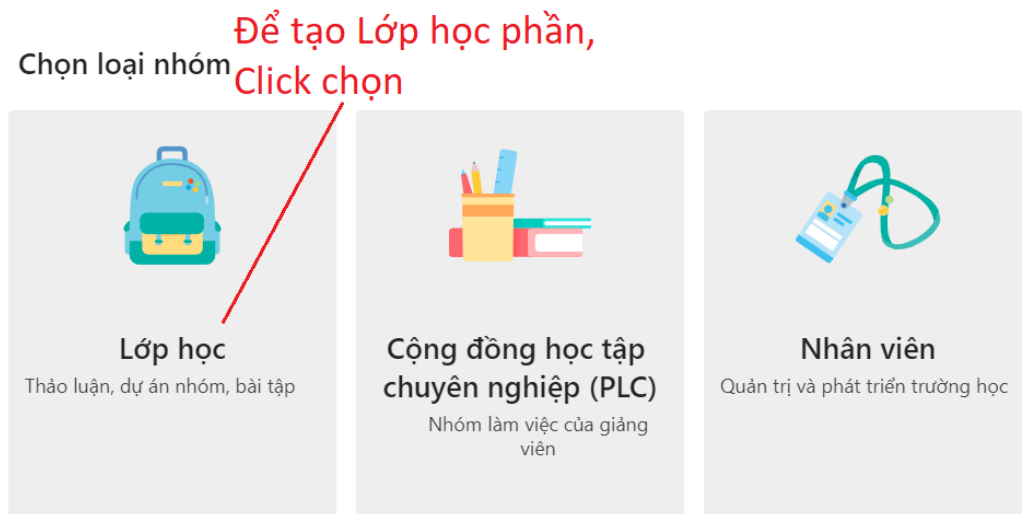 Để tạo Lớp học phần,
Chọn loại nhóm
Click chọn
Lớp học
Thảo luận, dự án nhóm, bài tập
Cộng đồng học tập
chuyên nghiệp (PLC)
Nhóm làm việc của giảng
viên
Nhân viên
Quản trị và phát triển trường học